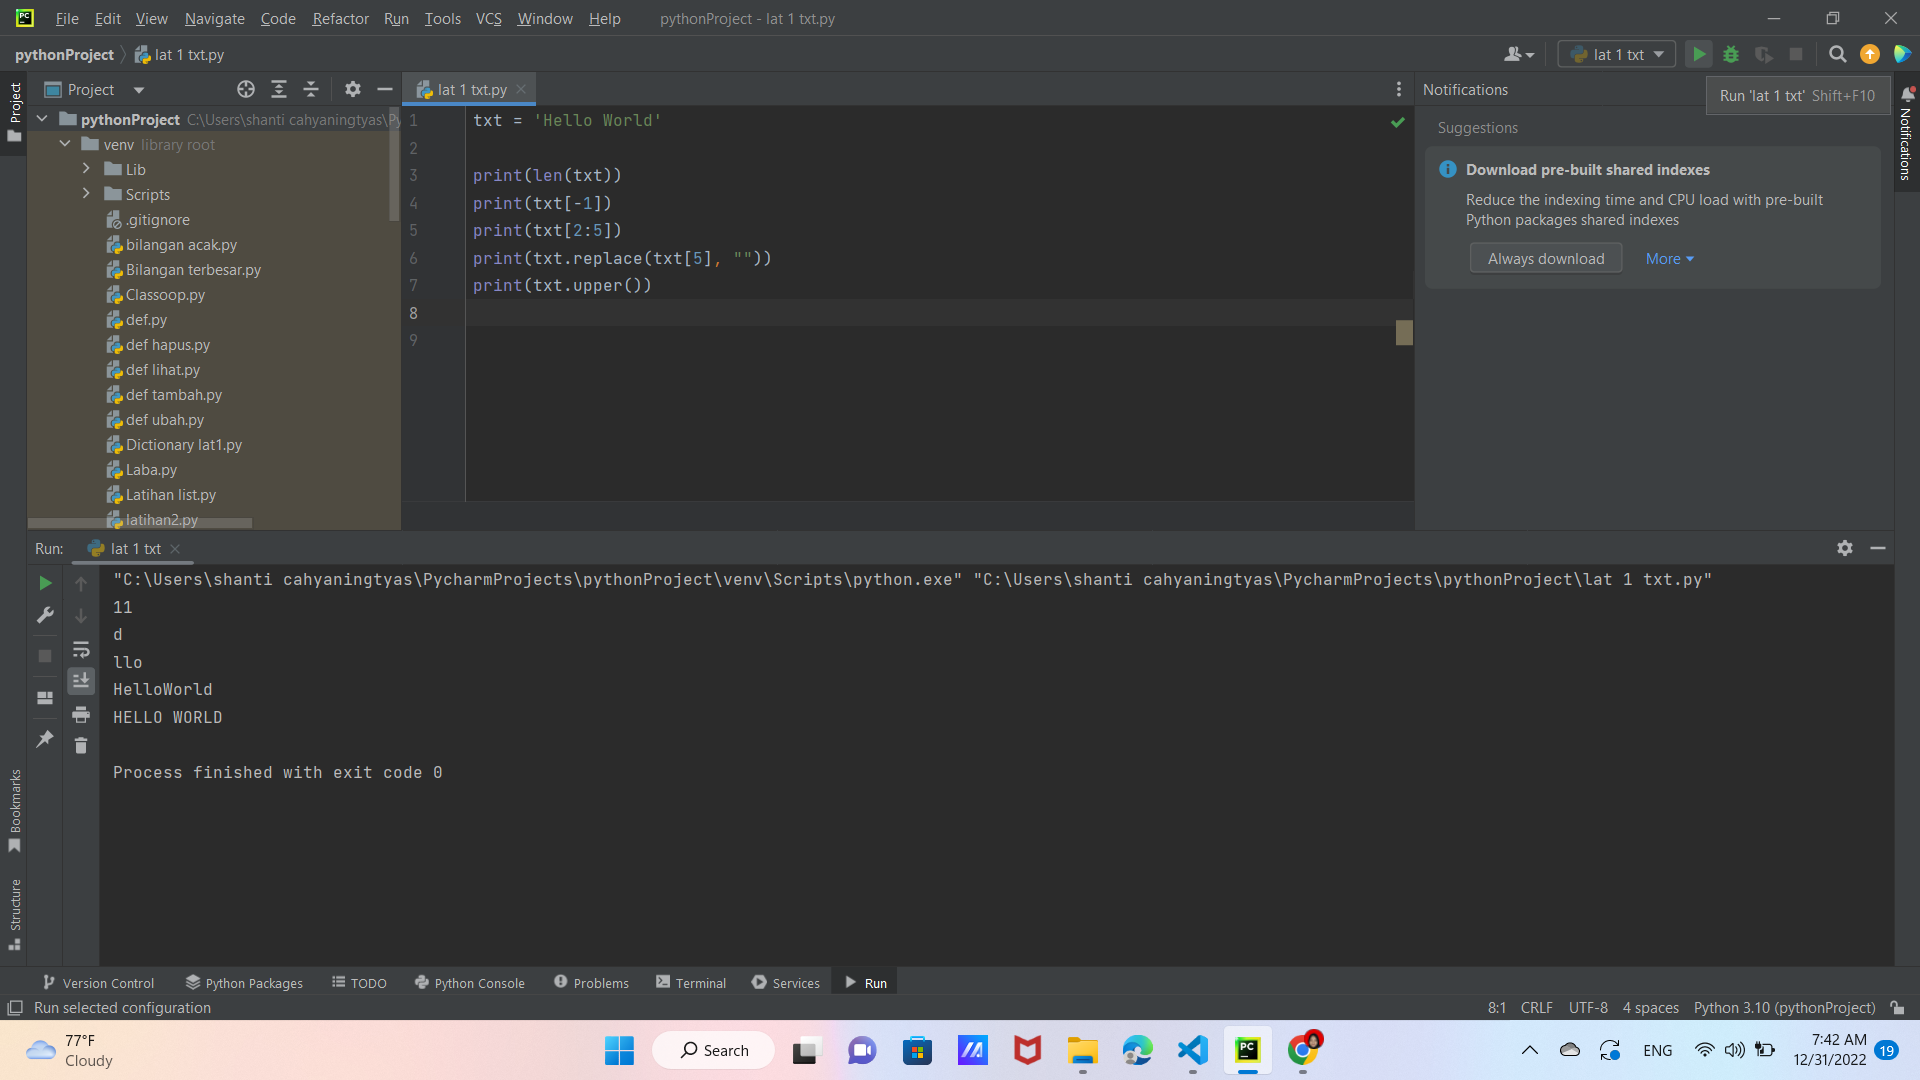 File Edit View Navigate Code Refactor Run Tools VCS Window Help pythonProject - lat 1 txt.py
pythonProject lat 1 txt.py
lat 1 txt
Project
lat 1 txt.py
Notifications
Run 'lat 1 txt' Shift+F10
Project
pythonProject C:\Users\shanti cahyaningtyas\Py
venv library root
Lib
Scripts
.gitignore
bilangan acak.py
Bilangan terbesar.py
Classoop.py
def.py
def hapus.py
def lihat.py
def tambah.py
def ubah.py
Dictionary lat1.py
Laba.py
Latihan list.py
latihan2.py
1 txt = 'Hello World'
2
3 print(len(txt))
4 print(txt[-1])
5 print(txt[2:5])
6 print(txt.replace(txt[5], ""))
7 print(txt.upper())
8
9
Suggestions
Download pre-built shared indexes
Reduce the indexing time and CPU load with pre-built
Python packages shared indexes
Always download More
Notifications
Run: lat 1 txt
"C:\Users\shanti cahyaningtyas\PycharmProjects\pythonProject\venv\Scripts\python.exe" "C:\Users\shanti cahyaningtyas\PycharmProjects\pythonProject\lat 1 txt.py"
11
d
llo
HelloWorld
HELLO WORLD
Process finished with exit code 0
Bookmarks
Structure
Version Control Python Packages TODO Python Console Problems Terminal Services Run
Run selected configuration
8:1 CRLF UTF-8 4 spaces Python 3.10 (pythonProject)
77°F
Cloudy
Search
PC
ENG
7:42 AM
12/31/2022
19